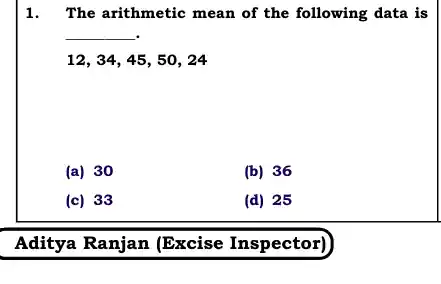 1. The arithmetic mean of the following data is
________.
12, 34, 45, 50, 24
(a) 30 (b) 36
(c) 33 (d) 25
Aditya Ranjan (Excise Inspector)